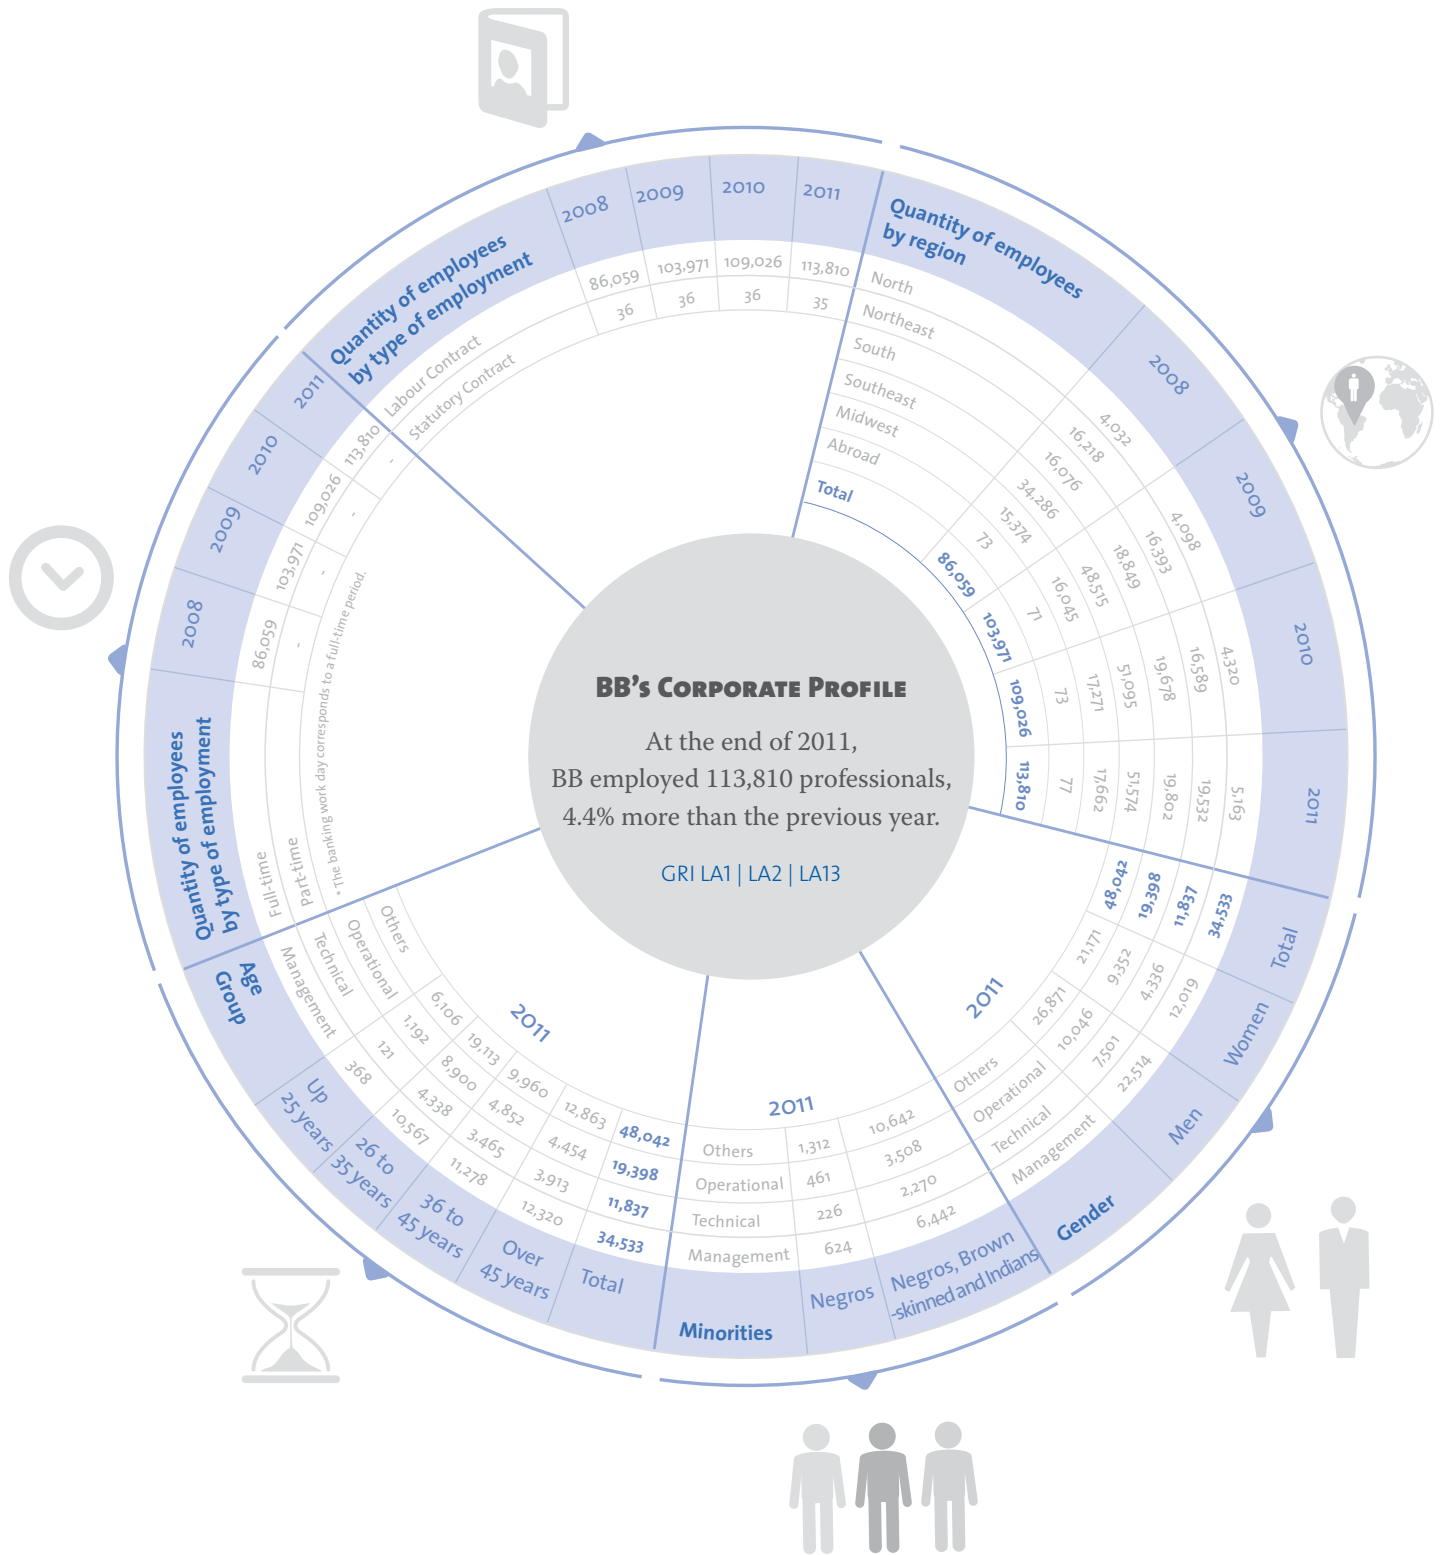 BB's Corporate Profile
At the end of 2011,
BB employed 113,810 professionals,
4.4% more than the previous year.
GRI LA1 | LA2 | LA13
Quantity of employees
by type of employment
2008 2009 2010 2011
Labour Contract 86,059 103,971 109,026 113,810
Statutory Contract 36 36 36 35
Quantity of employees
by region
2008 2009 2010 2011
North 4,032 4,098 4,320 5,163
Northeast 16,218 16,393 16,589 19,532
South 16,076 18,849 19,678 19,802
Southeast 34,286 48,515 51,095 51,574
Midwest 15,374 16,045 17,271 17,662
Abroad 73 71 73 77
Total 86,059 103,971 109,026 113,810
Gender
2011
Men Women Total
Others 26,871 21,171 48,042
Operational 10,046 9,352 19,398
Technical 7,501 4,336 11,837
Management 22,514 12,019 34,533
Minorities
2011
Negros
Negros, Brown
-skinned and Indians
Others 1,312 10,642
Operational 461 3,508
Technical 226 2,270
Management 624 6,442
Age
Group
2011
Up
25 years
26 to
35 years
36 to
45 years
Over
45 years
Total
Others 6,106 19,113 9,960 12,863 48,042
Operational 1,192 8,900 4,852 4,454 19,398
Technical 121 4,338 3,465 3,913 11,837
Management 368 10,567 11,278 12,320 34,533
Quantity of employees
by type of employment
2008 2009 2010 2011
Full-time 86,059 103,971 109,026 113,810
Part-time - - - -
* The banking work day corresponds to a full-time period.